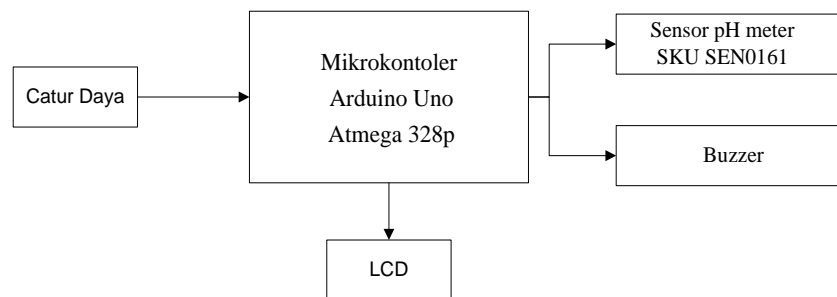 Catur Daya
Mikrokontoler
Arduino Uno
Atmega 328p
Sensor pH meter
SKU SEN0161
Buzzer
LCD